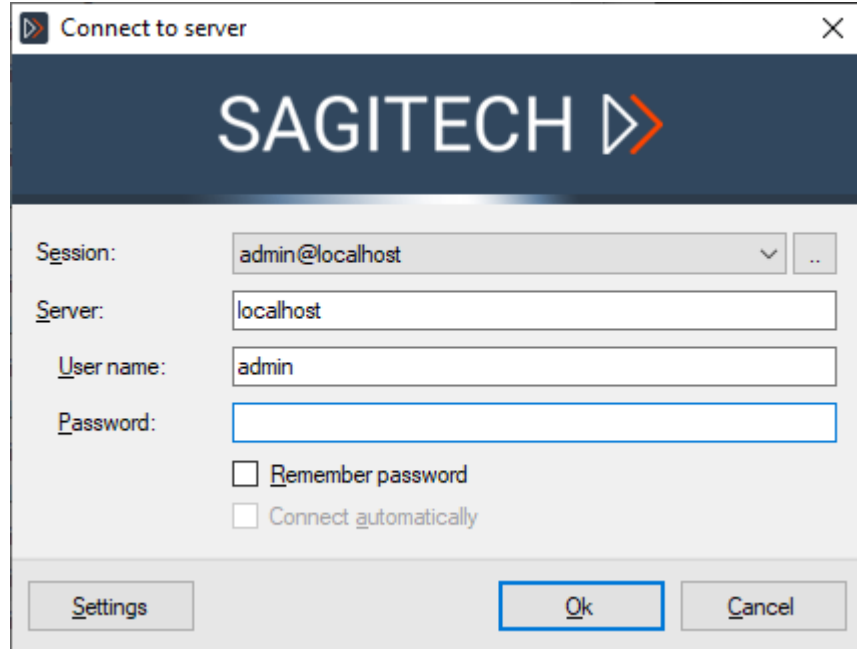 Connect to server
SAGITECH
Session: admin@localhost ..
Server: localhost
User name: admin
Password:
Remember password
Connect automatically
Settings Ok Cancel